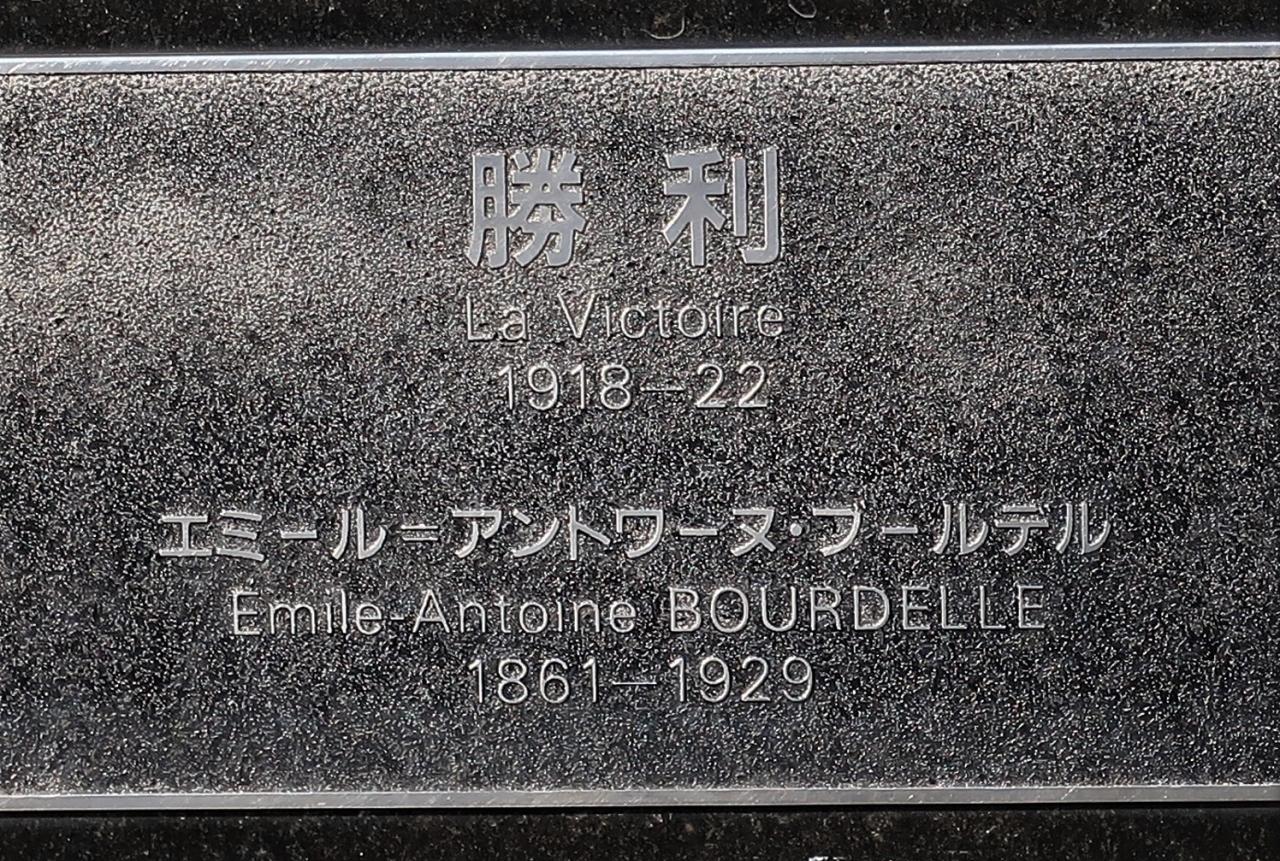 勝利
La Victoire
1918−22
エミール=アントワーヌ・ブールデル
Émile-Antoine BOURDELLE
1861−1929